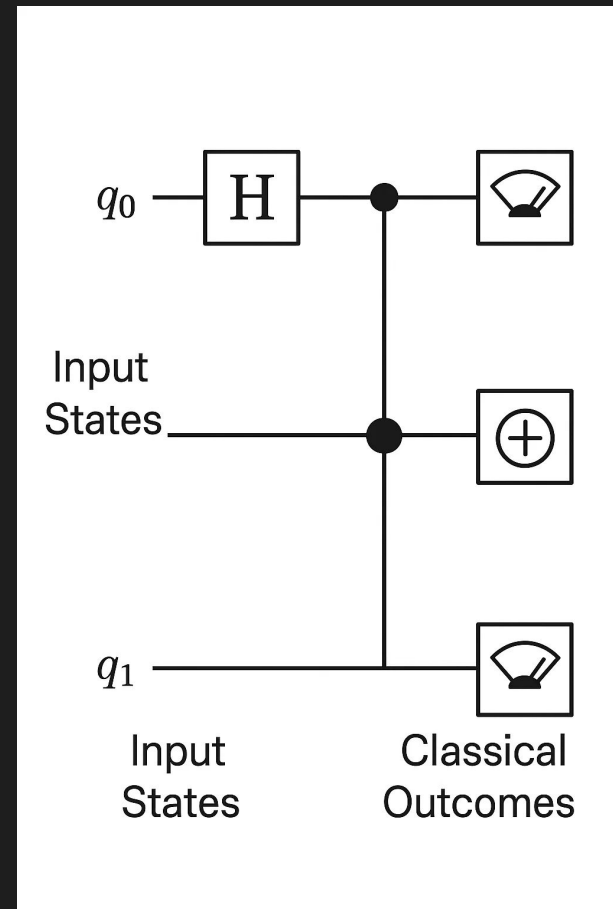 q₀
H
Input
States
q₁
Input
States
Classical
Outcomes